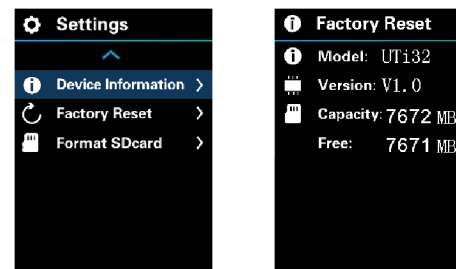 Settings
Device Information
Factory Reset
Format SDcard
Factory Reset
Model: UTi32
Version: V1.0
Capacity: 7672 MB
Free: 7671 MB